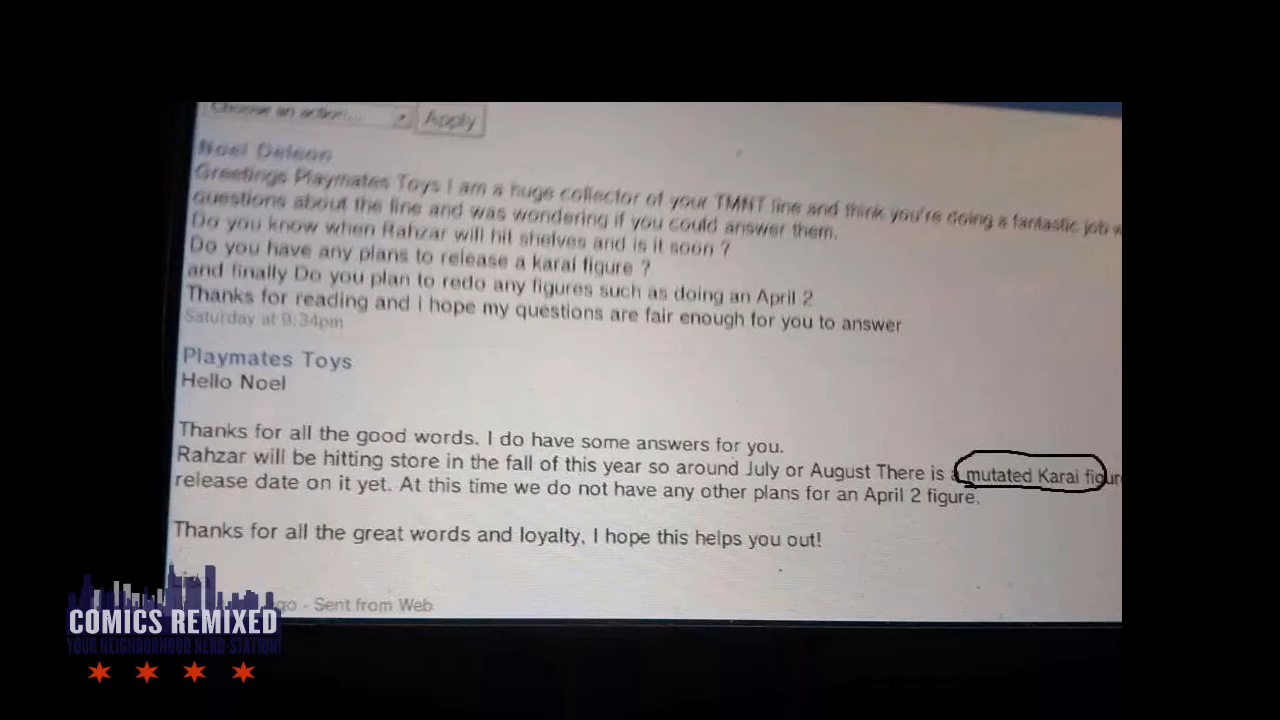 Choose an action... Apply
Noel Deleon
Greetings Playmates Toys I am a huge collector of your TMNT line and think you're doing a fantastic job
questions about the line and was wondering if you could answer them.
Do you know when Rahzar will hit shelves and is it soon ?
Do you have any plans to release a karai figure ?
and finally Do you plan to redo any figures such as doing an April 2
Thanks for reading and I hope my questions are fair enough for you to answer
Saturday at 9:34pm
Playmates Toys
Hello Noel
Thanks for all the good words. I do have some answers for you.
Rahzar will be hitting store in the fall of this year so around July or August There is a mutated Karai figur
release date on it yet. At this time we do not have any other plans for an April 2 figure.
Thanks for all the great words and loyalty, I hope this helps you out!
go - Sent from Web
COMICS REMIXED
YOUR NEIGHBORHOOD NERD-STATION!